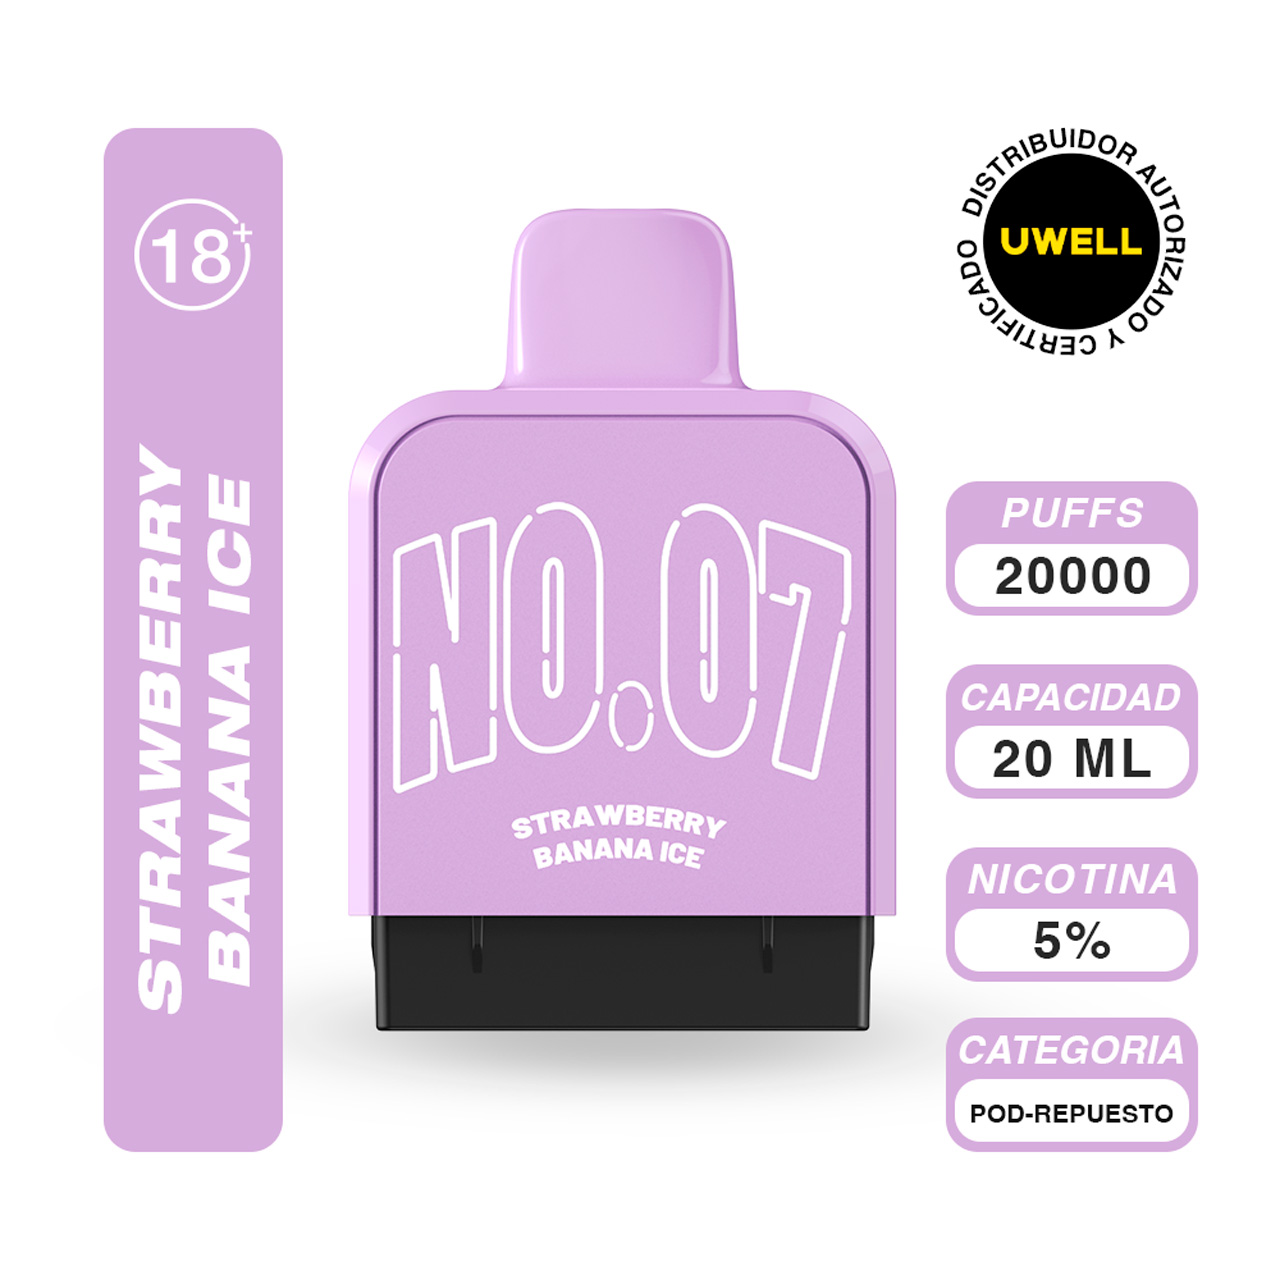 18+
STRAWBERRY
BANANA ICE
NO.07
STRAWBERRY
BANANA ICE
DISTRIBUIDOR AUTORIZADO Y CERTIFICADO
UWELL
PUFFS
20000
CAPACIDAD
20 ML
NICOTINA
5%
CATEGORIA
POD-REPUESTO